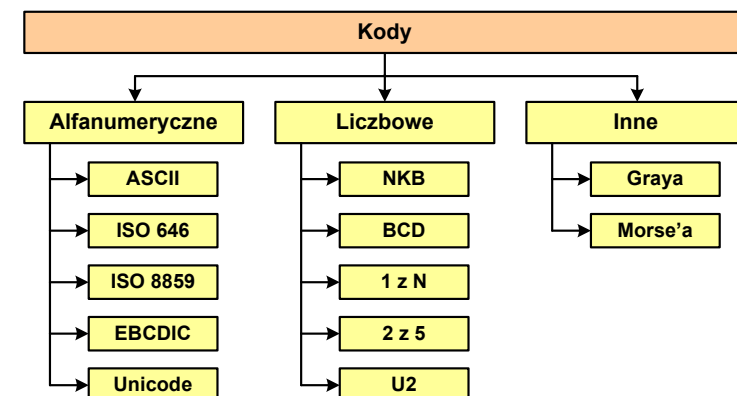 Kody
Alfanumeryczne
ASCII
ISO 646
ISO 8859
EBCDIC
Unicode
Liczbowe
NKB
BCD
1 z N
2 z 5
U2
Inne
Graya
Morse’a